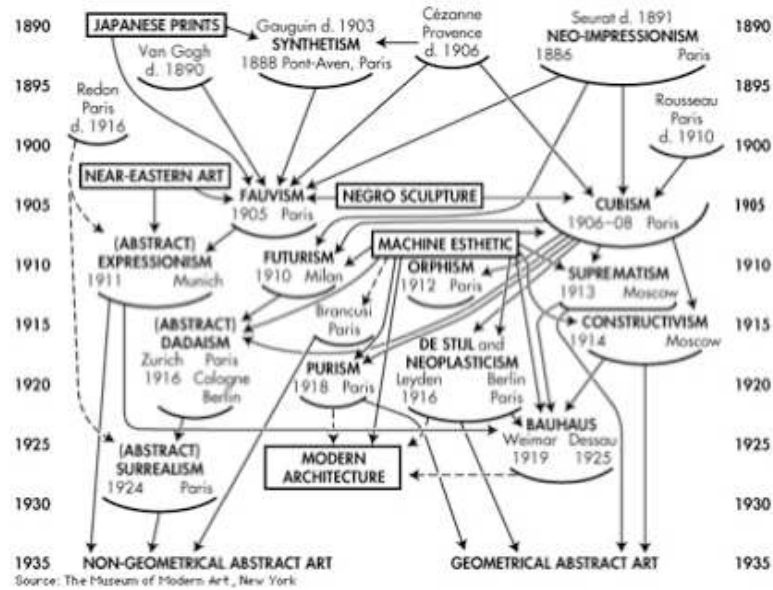 1890
JAPANESE PRINTS
Gauguin d. 1903
SYNTHETISM
1888 Pont-Aven, Paris
Cézanne
Provence
d. 1906
Seurat d. 1891
NEO-IMPRESSIONISM
1886 Paris
1890
Van Gogh
d. 1890
1895
Redon
Paris
d. 1916
Rousseau
Paris
d. 1910
1895
1900
1900
NEAR-EASTERN ART
1905
FAUVISM
1905 Paris
NEGRO SCULPTURE
CUBISM
1906–08 Paris
1905
(ABSTRACT)
EXPRESSIONISM
1911 Munich
FUTURISM
1910 Milan
MACHINE ESTHETIC
ORPHISM
1912 Paris
SUPREMATISM
1913 Moscow
1910
1910
Brancusi
Paris
CONSTRUCTIVISM
1914 Moscow
1915
1915
(ABSTRACT)
DADAISM
Zurich Paris
1916 Cologne
Berlin
PURISM
1918 Paris
DE STIJL and
NEOPLASTICISM
Leyden Berlin
1916 Paris
1920
1920
BAUHAUS
Weimar Dessau
1919 1925
1925
1925
(ABSTRACT)
SURREALISM
1924 Paris
MODERN
ARCHITECTURE
1930
1930
1935
NON-GEOMETRICAL ABSTRACT ART
GEOMETRICAL ABSTRACT ART
1935
Source: The Museum of Modern Art, New York